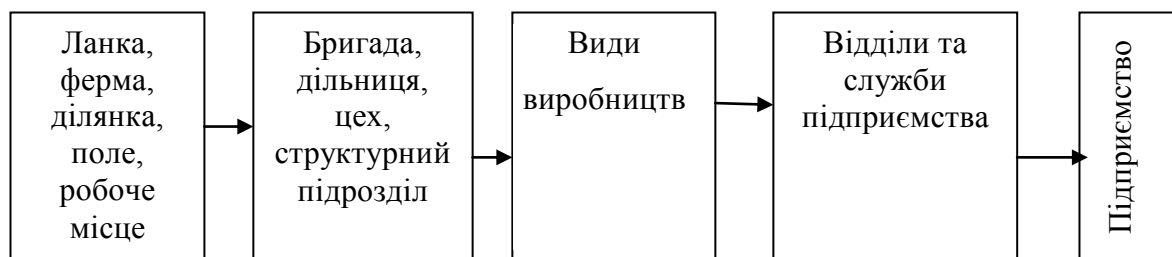 Ланка,
ферма,
ділянка,
поле,
робоче
місце
Бригада,
дільниця,
цех,
структурний
підрозділ
Види
виробництв
Відділи та
служби
підприємства
Підприємство